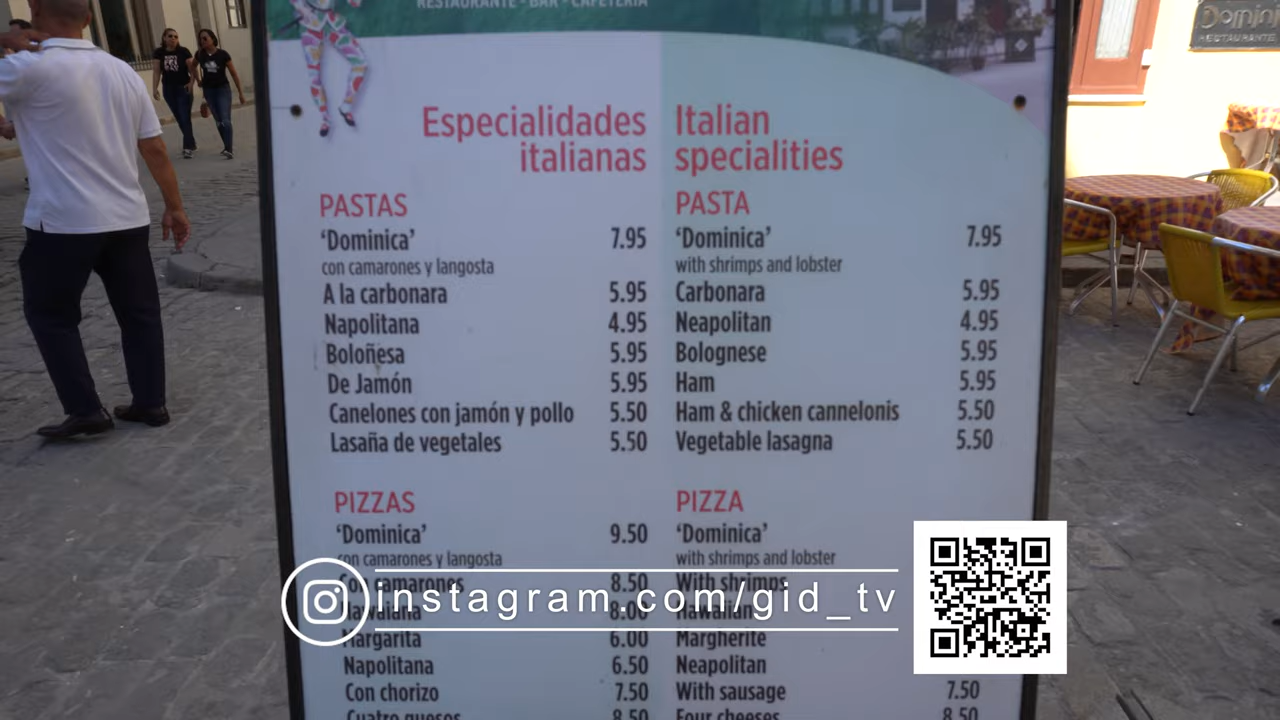 RESTAURANTE - BAR - CAFETERÍA
Domini
RESTAURANTE
Especialidades
italianas
PASTAS
‘Dominica’ 7.95
con camarones y langosta
A la carbonara 5.95
Napolitana 4.95
Boloñesa 5.95
De Jamón 5.95
Canelones con jamón y pollo 5.50
Lasaña de vegetales 5.50
PIZZAS
‘Dominica’ 9.50
con camarones y langosta
Con camarones 8.50
Hawaiana 8.00
Margarita 6.00
Napolitana 6.50
Con chorizo 7.50
Cuatro quesos 8.50
Italian
specialities
PASTA
‘Dominica’ 7.95
with shrimps and lobster
Carbonara 5.95
Neapolitan 4.95
Bolognese 5.95
Ham 5.95
Ham & chicken cannelonis 5.50
Vegetable lasagna 5.50
PIZZA
‘Dominica’
with shrimps and lobster
With shrimps
Hawaiian
Margherite
Neapolitan
With sausage 7.50
Four cheeses 8.50
instagram.com/gid_tv